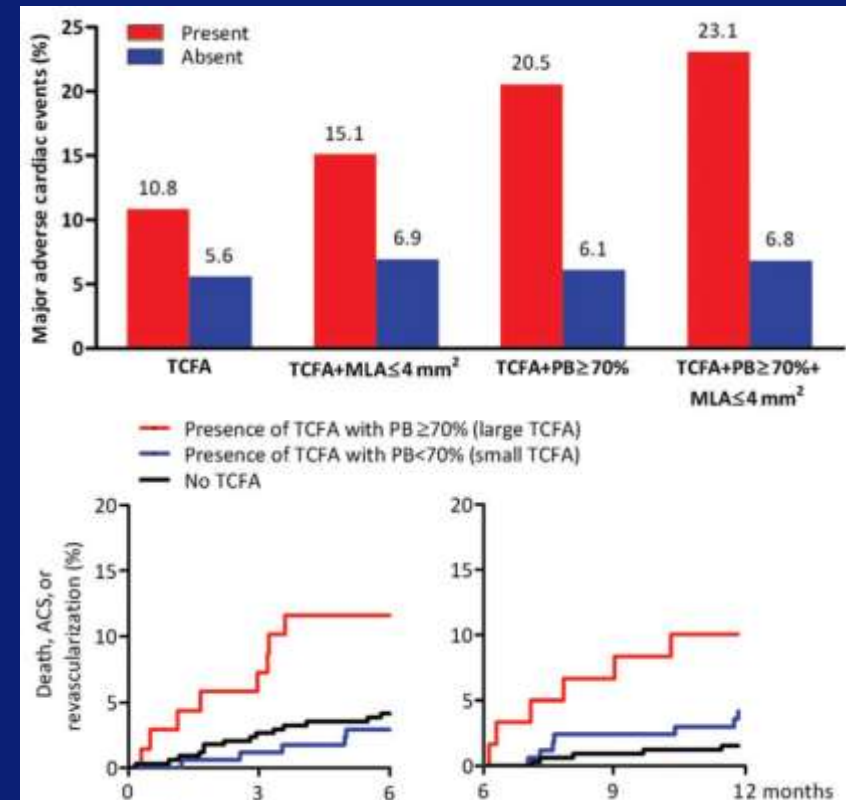 Major adverse cardiac events (%)
25
20
15
10
5
0
Present
Absent
10.8
5.6
15.1
6.9
20.5
6.1
23.1
6.8
TCFA
TCFA+MLA≤4 mm²
TCFA+PB≥70%
TCFA+PB≥70%+
MLA≤4 mm²
Presence of TCFA with PB ≥70% (large TCFA)
Presence of TCFA with PB<70% (small TCFA)
No TCFA
Death, ACS, or
revascularization (%)
20
15
10
5
0
0
3
6
20
15
10
5
0
6
9
12 months